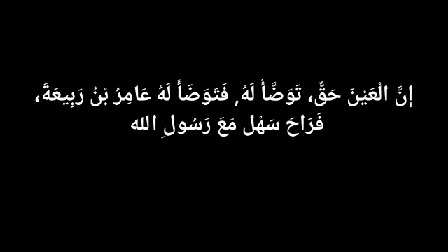 إِنَّ الْعَيْنَ حَقٌّ، تَوَضَّأْ لَهُ, فَتَوَضَّأَ لَهُ عَامِرُ بْنُ رَبِيعَةَ،
فَرَاحَ سَهْل مَعَ رَسُولِ الله